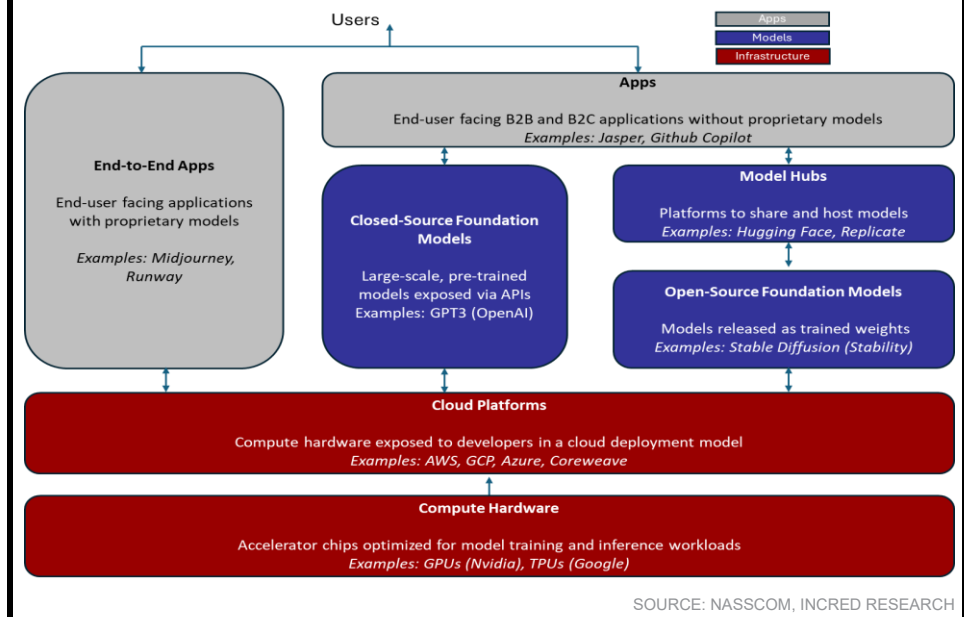 Users
Apps
Models
Infrastructure
Apps
End-user facing B2B and B2C applications without proprietary models
Examples: Jasper, Github Copilot
End-to-End Apps
End-user facing applications
with proprietary models
Examples: Midjourney,
Runway
Closed-Source Foundation
Models
Large-scale, pre-trained
models exposed via APIs
Examples: GPT3 (OpenAI)
Model Hubs
Platforms to share and host models
Examples: Hugging Face, Replicate
Open-Source Foundation Models
Models released as trained weights
Examples: Stable Diffusion (Stability)
Cloud Platforms
Compute hardware exposed to developers in a cloud deployment model
Examples: AWS, GCP, Azure, Coreweave
Compute Hardware
Accelerator chips optimized for model training and inference workloads
Examples: GPUs (Nvidia), TPUs (Google)
SOURCE: NASSCOM, INCRED RESEARCH